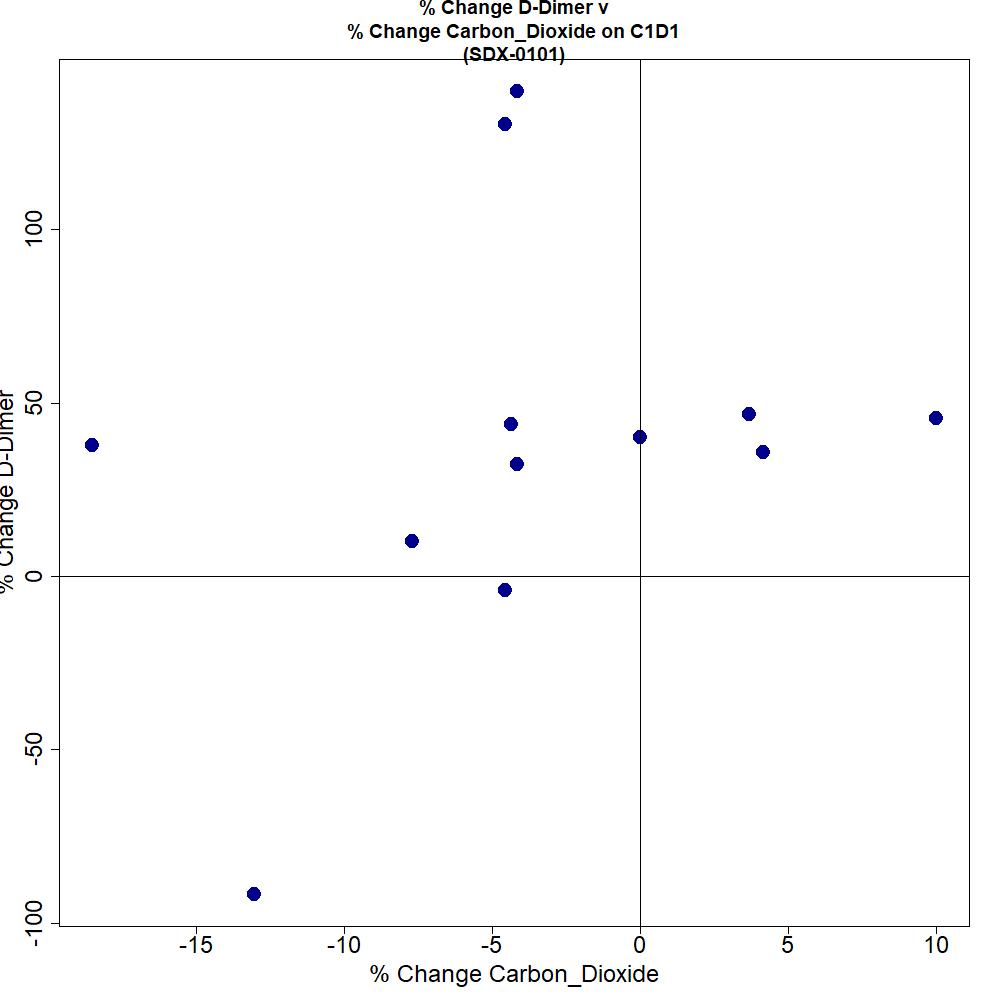 % Change D-Dimer v
% Change Carbon_Dioxide on C1D1
(SDX-0101)
% Change D-Dimer
100
50
0
-50
-100
-15
-10
-5
0
5
10
% Change Carbon_Dioxide